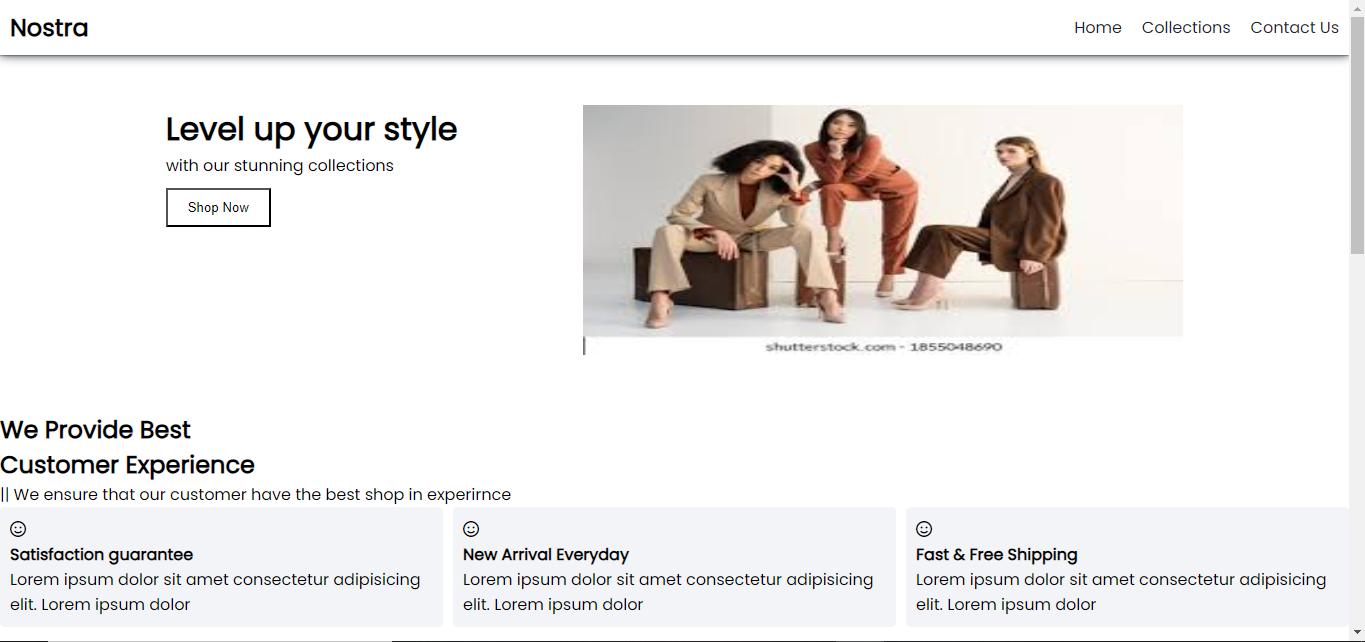 Nostra
Home Collections Contact Us
Level up your style
with our stunning collections
Shop Now
shutterstock.com - 1855048690
We Provide Best
Customer Experience
|| We ensure that our customer have the best shop in experirnce
Satisfaction guarantee
Lorem ipsum dolor sit amet consectetur adipisicing
elit. Lorem ipsum dolor
New Arrival Everyday
Lorem ipsum dolor sit amet consectetur adipisicing
elit. Lorem ipsum dolor
Fast & Free Shipping
Lorem ipsum dolor sit amet consectetur adipisicing
elit. Lorem ipsum dolor